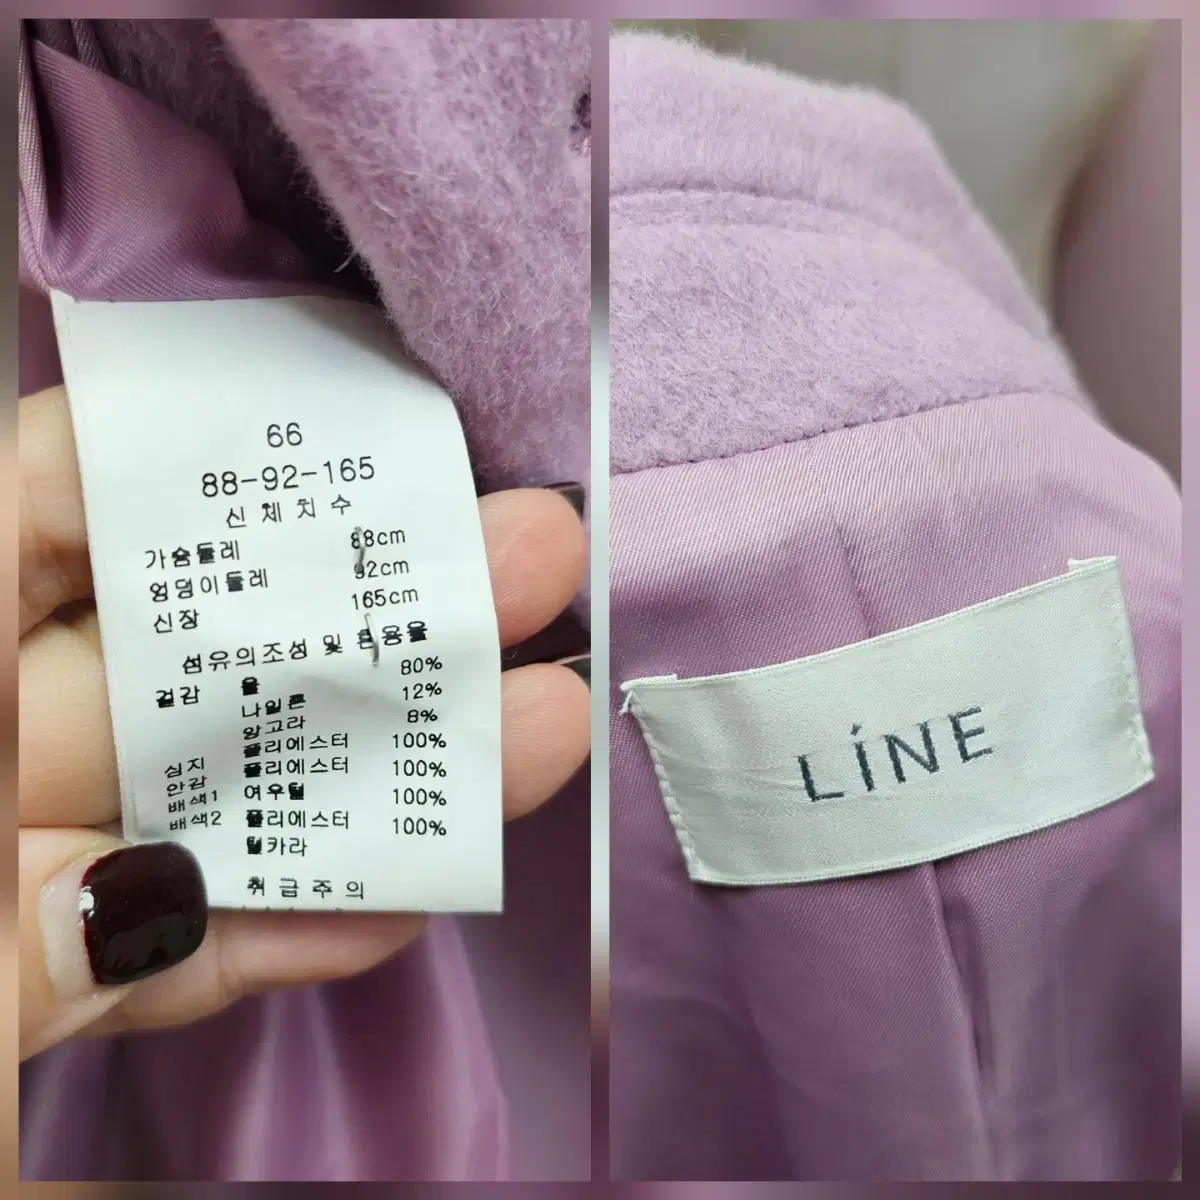 66
88-92-165
신체치수
가슴둘레 88cm
엉덩이둘레 92cm
신장 165cm
섬유의조성 및 혼용율
겉감 울 80%
나일론 12%
앙고라 8%
심지 폴리에스터 100%
안감 폴리에스터 100%
배색1 여우털 100%
배색2 폴리에스터 100%
털카라
취급주의
LÍNE